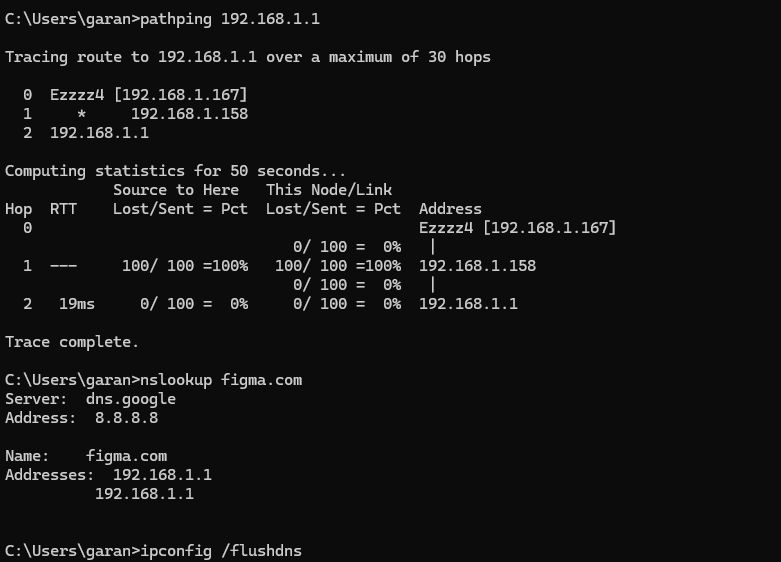 C:\Users\garan>pathping 192.168.1.1
Tracing route to 192.168.1.1 over a maximum of 30 hops
  0  Ezzzz4 [192.168.1.167]
  1     *     192.168.1.158
  2  192.168.1.1
Computing statistics for 50 seconds...
            Source to Here   This Node/Link
Hop  RTT    Lost/Sent = Pct  Lost/Sent = Pct  Address
  0                                           Ezzzz4 [192.168.1.167]
                                0/ 100 =  0%   |
  1  ---     100/ 100 =100%   100/ 100 =100%  192.168.1.158
                                0/ 100 =  0%   |
  2   19ms     0/ 100 =  0%     0/ 100 =  0%  192.168.1.1
Trace complete.
C:\Users\garan>nslookup figma.com
Server:  dns.google
Address:  8.8.8.8
Name:    figma.com
Addresses:  192.168.1.1
          192.168.1.1
C:\Users\garan>ipconfig /flushdns